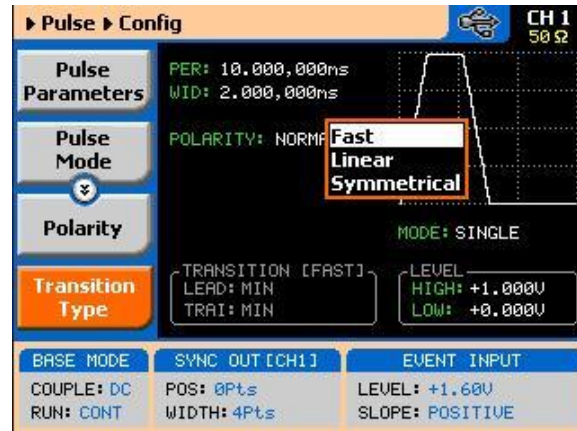 ▸ Pulse ▸ Config
CH 1
50 Ω
Pulse
Parameters
Pulse
Mode
Polarity
Transition
Type
PER: 10.000,000ms
WID: 2.000,000ms
POLARITY: NORMA
Fast
Linear
Symmetrical
MODE: SINGLE
TRANSITION [FAST]
LEAD: MIN
TRAI: MIN
LEVEL
HIGH: +1.000V
LOW: +0.000V
BASE MODE
COUPLE: DC
RUN: CONT
SYNC OUT [CH1]
POS: 0Pts
WIDTH: 4Pts
EVENT INPUT
LEVEL: +1.60V
SLOPE: POSITIVE